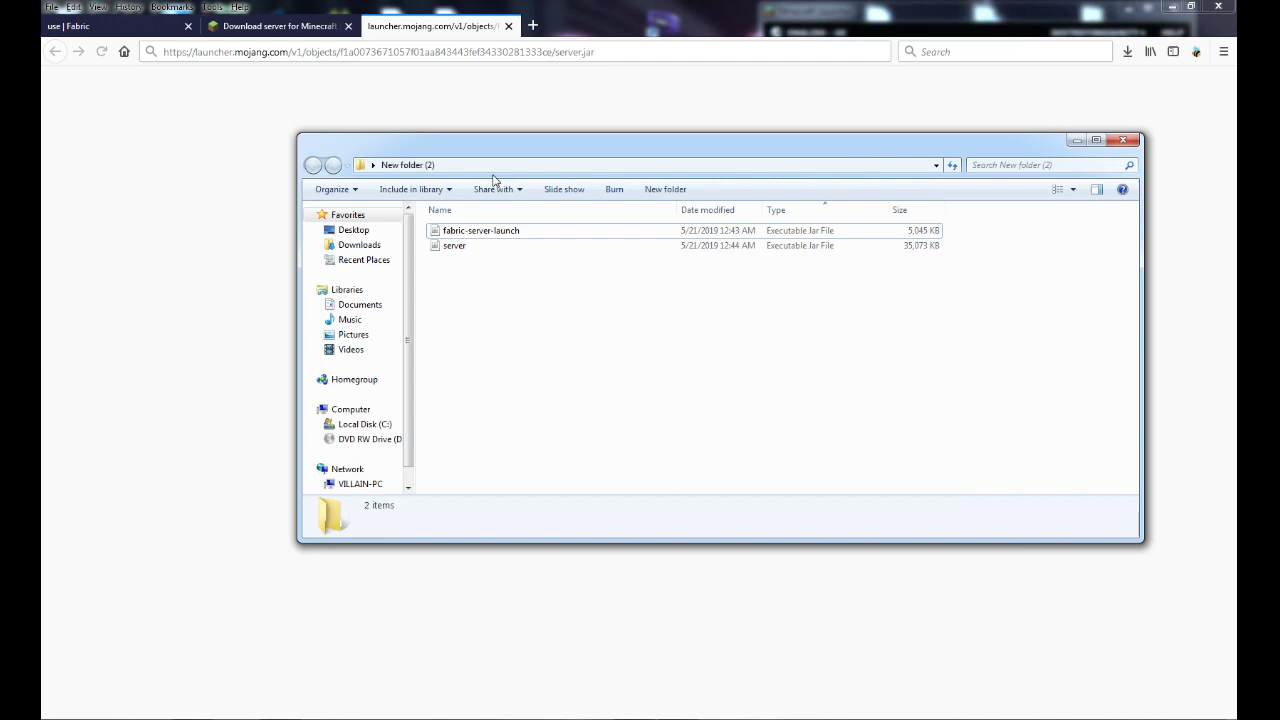 File Edit View History Bookmarks Tools Help
use | Fabric Download server for Minecraft launcher.mojang.com/v1/objects/f
https://launcher.mojang.com/v1/objects/f1a0073671057f01aa843443fef34330281333ce/server.jar Search
New folder (2) Search New folder (2)
Organize Include in library Share with Slide show Burn New folder
Name Date modified Type Size
Favorites
Desktop
Downloads
Recent Places
Libraries
Documents
Music
Pictures
Videos
Homegroup
Computer
Local Disk (C:)
DVD RW Drive (D
Network
VILLAIN-PC
fabric-server-launch 5/21/2019 12:43 AM Executable Jar File 5,045 KB
server 5/21/2019 12:44 AM Executable Jar File 35,073 KB
2 items